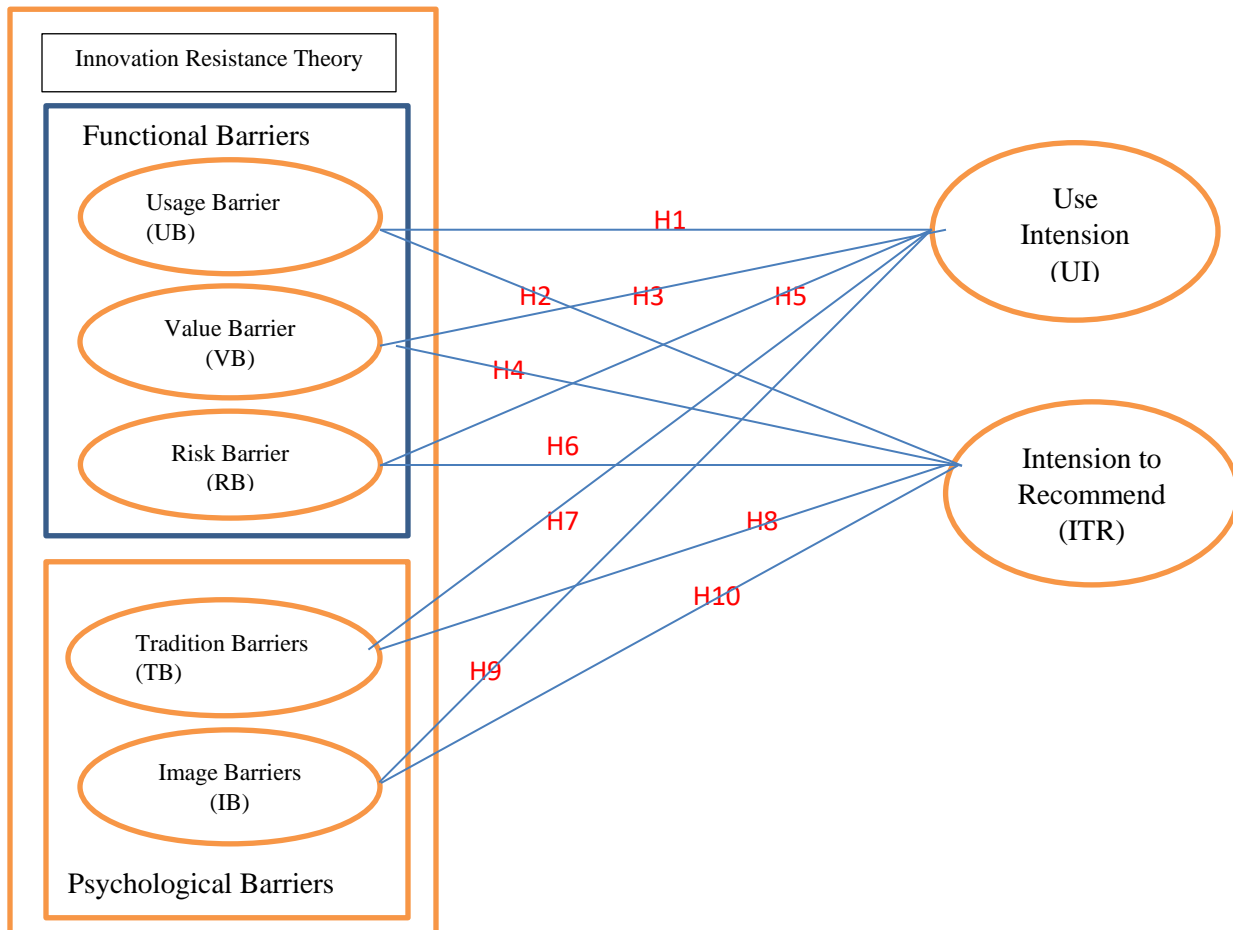 Innovation Resistance Theory
Functional Barriers
Usage Barrier
(UB)
Value Barrier
(VB)
Risk Barrier
(RB)
Tradition Barriers
(TB)
Image Barriers
(IB)
Psychological Barriers
H1
H2
H3
H5
H4
H6
H7
H8
H10
H9
Use
Intension
(UI)
Intension to
Recommend
(ITR)